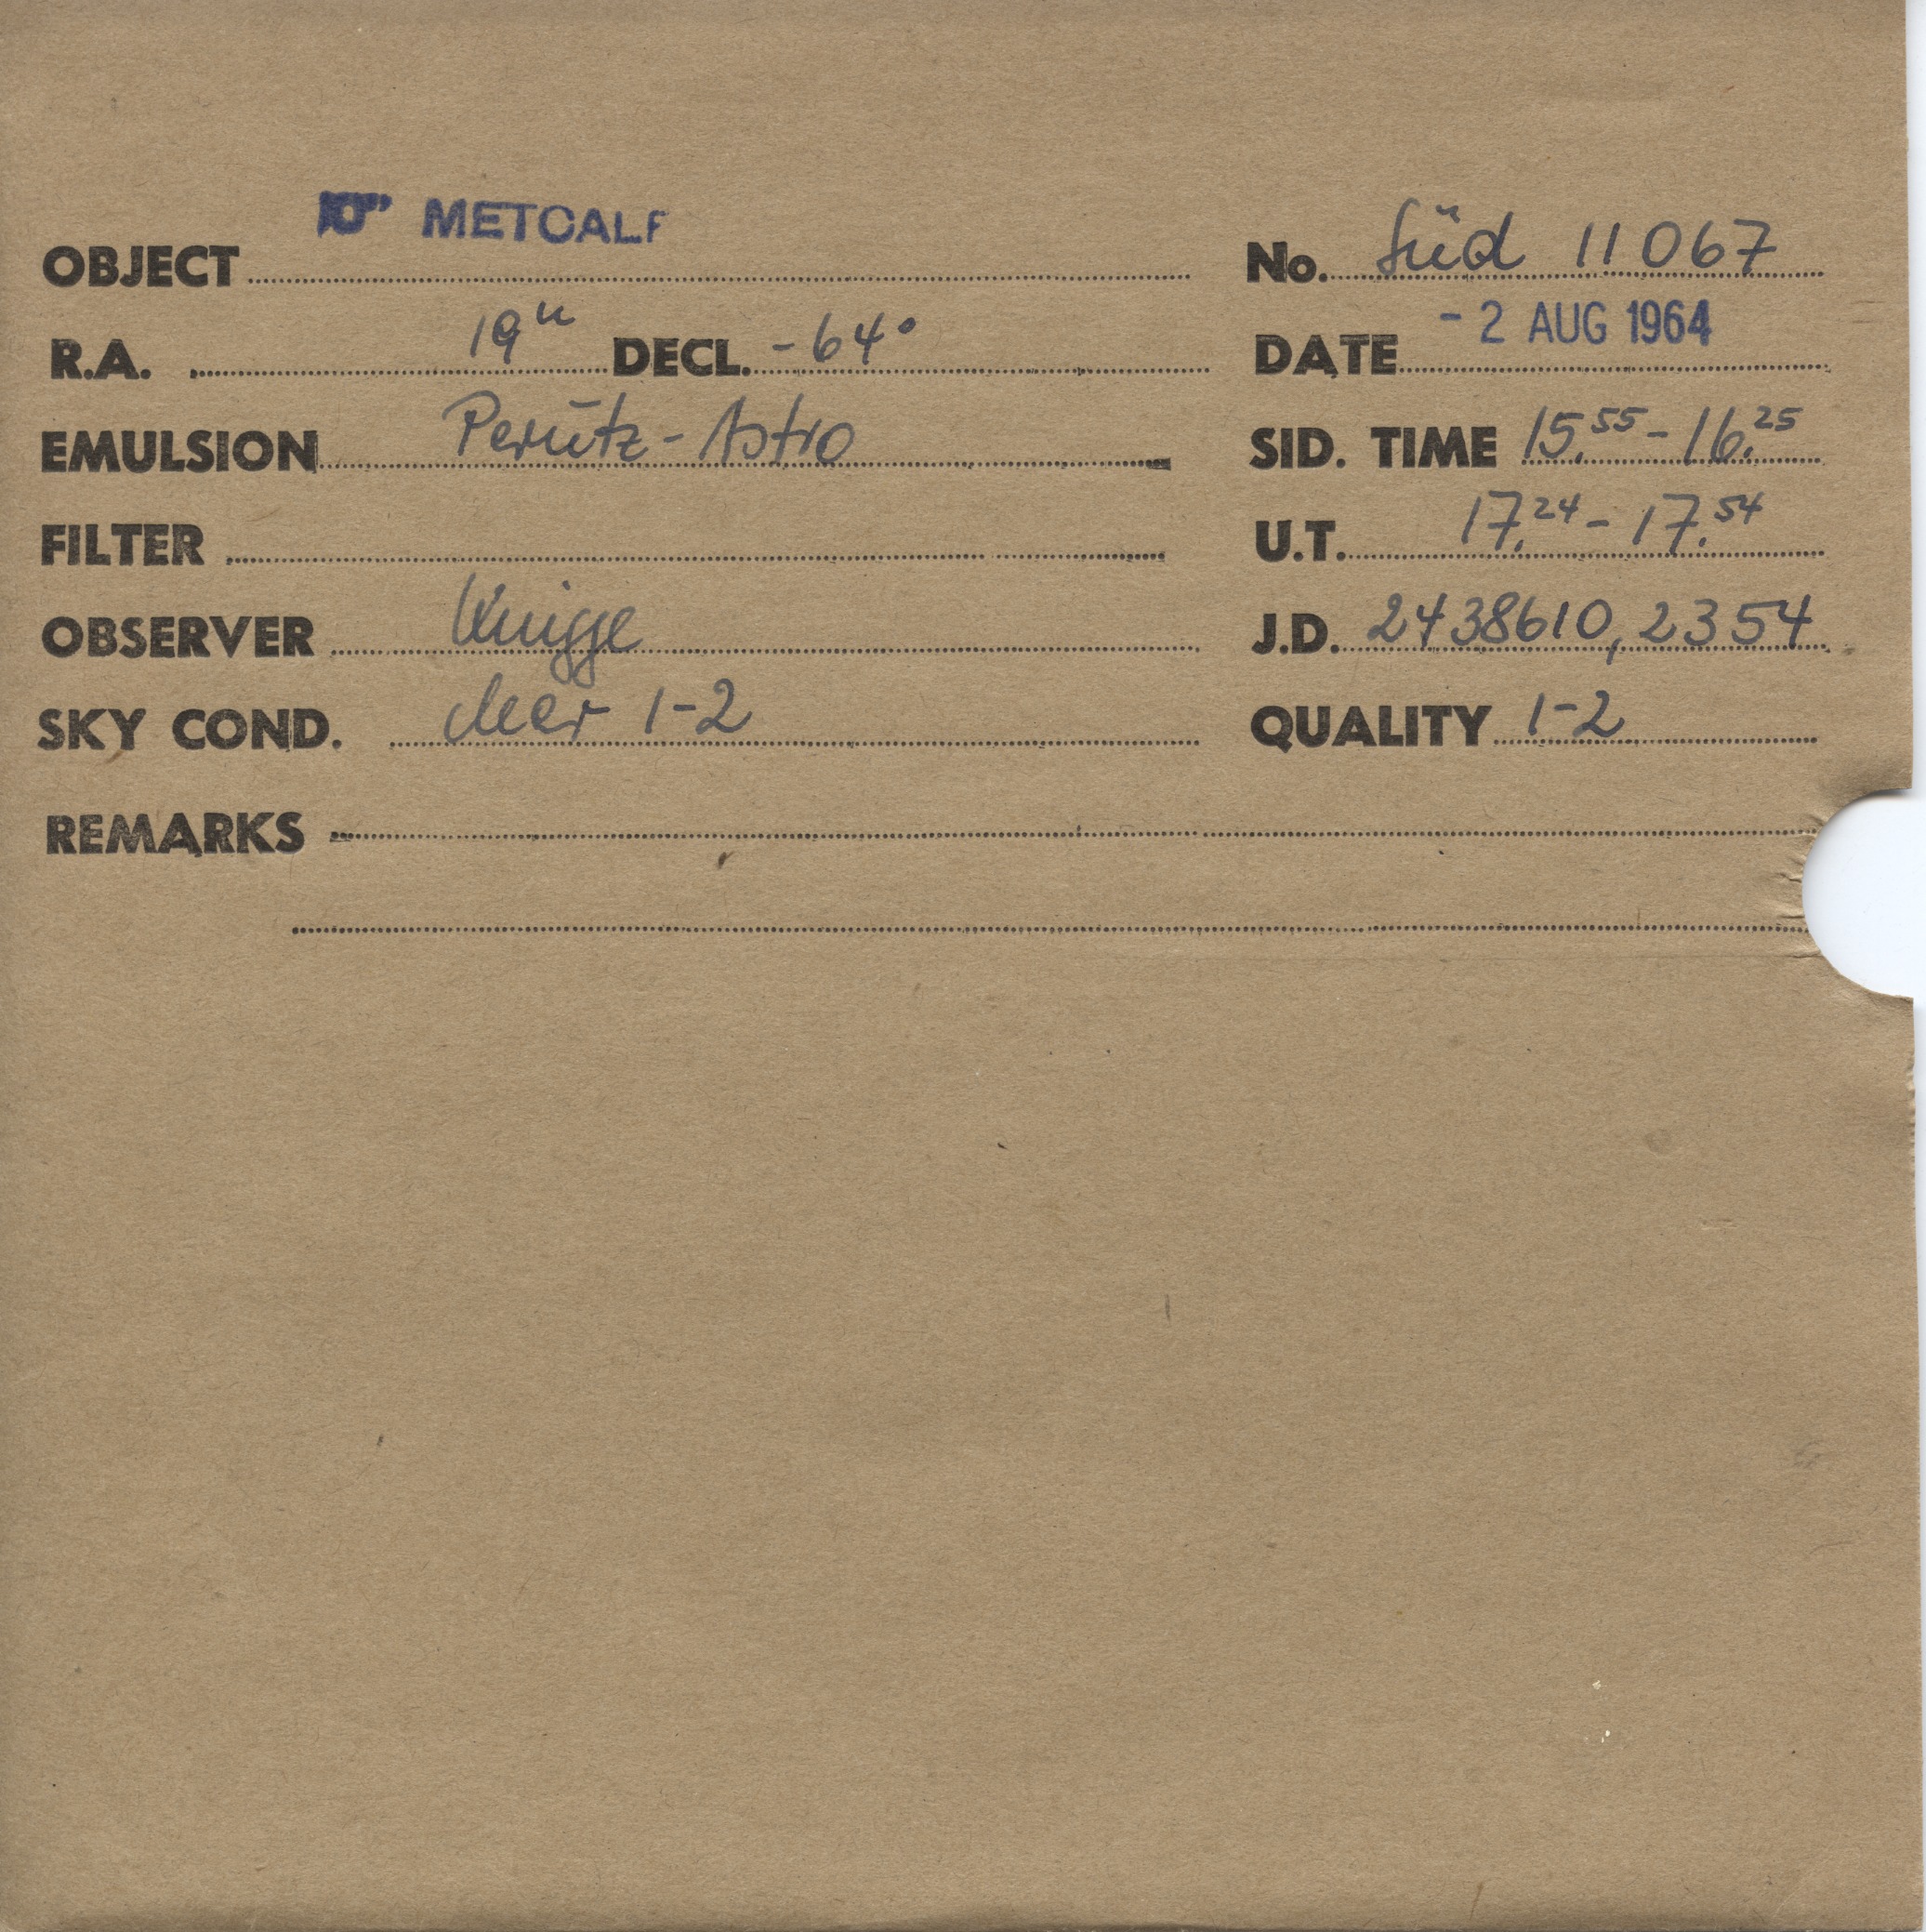 10" METCALF
OBJECT No. Süd 11067
R.A. 19ʰ DECL. -64° DATE - 2 AUG 1964
EMULSION Perutz-Astro SID. TIME 15.55 - 16.25
FILTER U.T. 17.24 - 17.54
OBSERVER Knigge J.D. 2438610,2354
SKY COND. clear 1-2 QUALITY 1-2
REMARKS